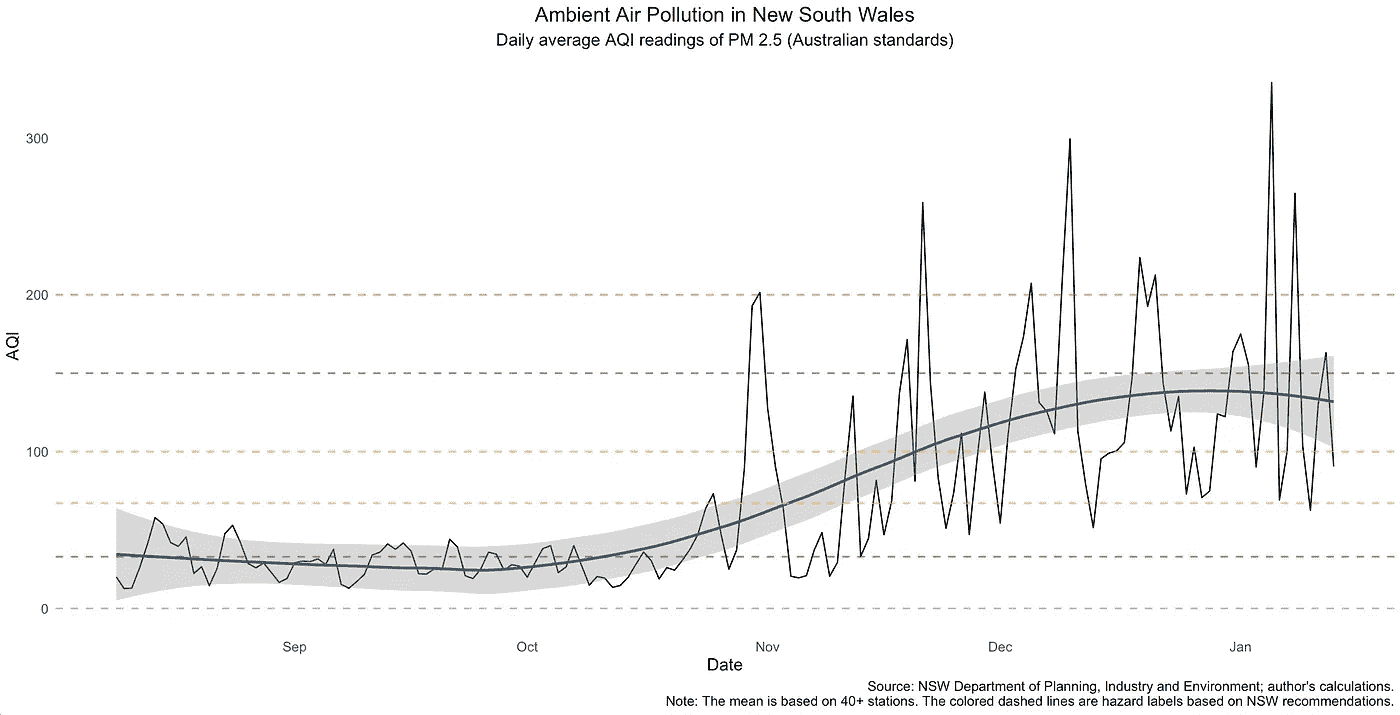 Ambient Air Pollution in New South Wales
Daily average AQI readings of PM 2.5 (Australian standards)
300
200
AQI
100
0
Sep Oct Nov Dec Jan
Date
Source: NSW Department of Planning, Industry and Environment; author's calculations.
Note: The mean is based on 40+ stations. The colored dashed lines are hazard labels based on NSW recommendations.